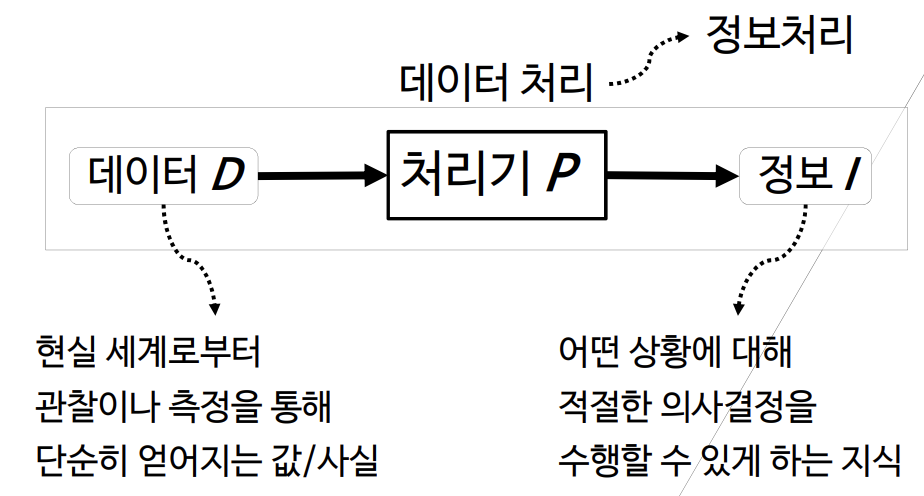 정보처리
데이터 처리
데이터 D
처리기 P
정보 I
현실 세계로부터
관찰이나 측정을 통해
단순히 얻어지는 값/사실
어떤 상황에 대해
적절한 의사결정을
수행할 수 있게 하는 지식